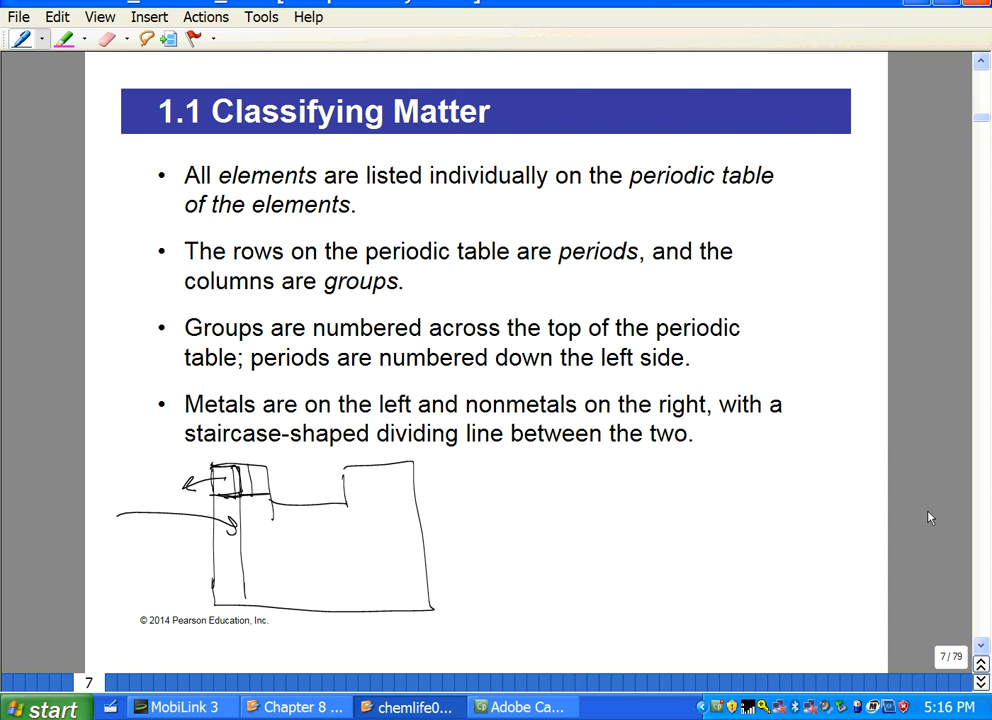 File Edit View Insert Actions Tools Help
1.1 Classifying Matter
• All elements are listed individually on the periodic table
of the elements.
• The rows on the periodic table are periods, and the
columns are groups.
• Groups are numbered across the top of the periodic
table; periods are numbered down the left side.
• Metals are on the left and nonmetals on the right, with a
staircase-shaped dividing line between the two.
© 2014 Pearson Education, Inc.
7 / 79
7
start MobiLink 3 Chapter 8 ... chemlife0... Adobe Ca... 5:16 PM